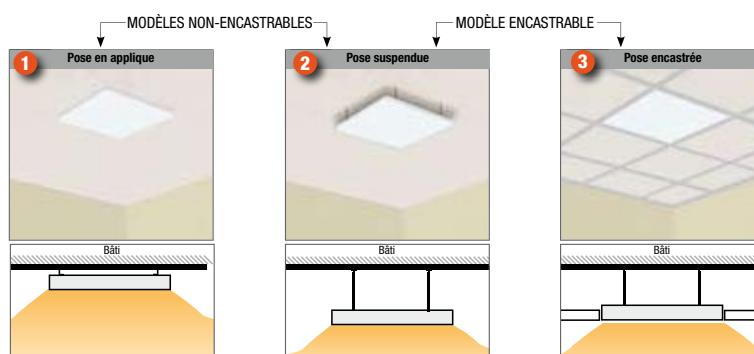 MODÈLES NON-ENCASTRABLES
MODÈLE ENCASTRABLE
1
Pose en applique
2
Pose suspendue
3
Pose encastrée
Bâti
Bâti
Bâti